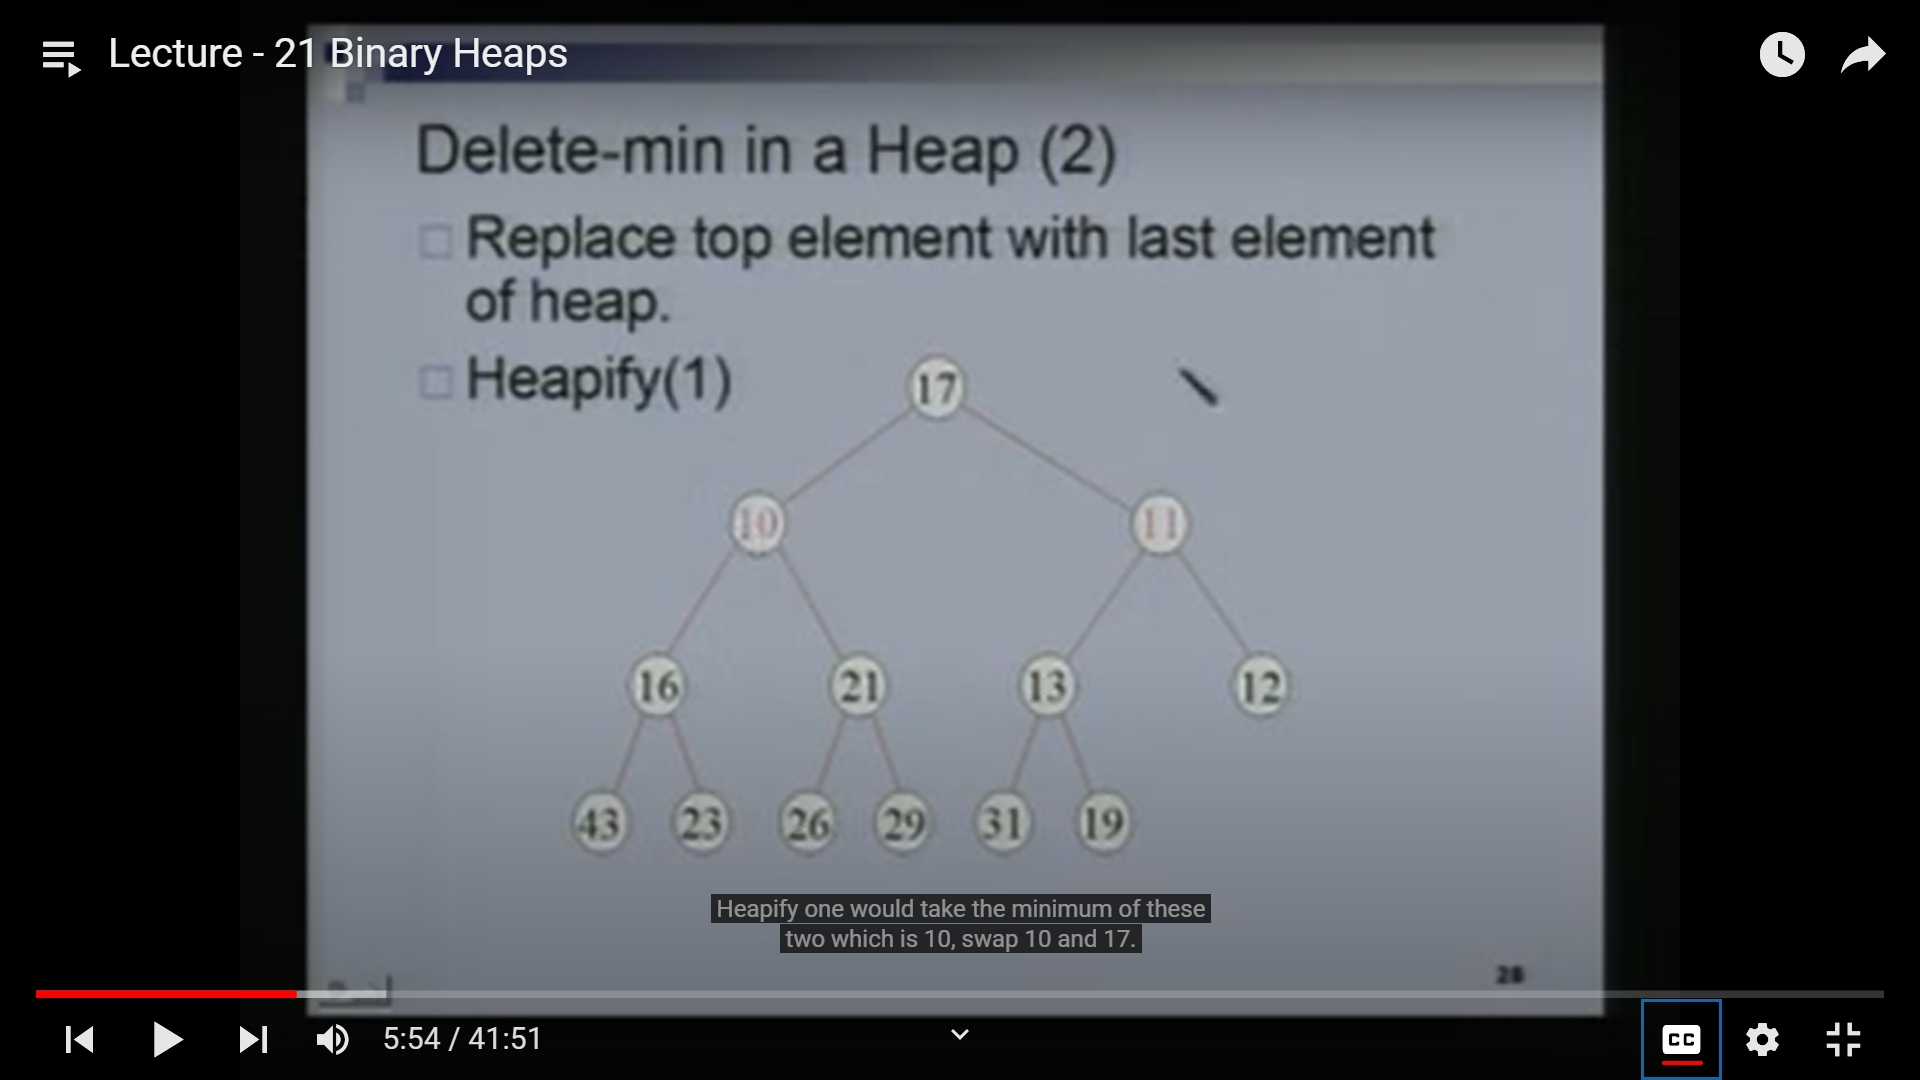 Lecture - 21 Binary Heaps
Delete-min in a Heap (2)
Replace top element with last element
of heap.
Heapify(1)
17
10 11
16 21 13 12
43 23 26 29 31 19
Heapify one would take the minimum of these
two which is 10, swap 10 and 17.
28
5:54 / 41:51
CC